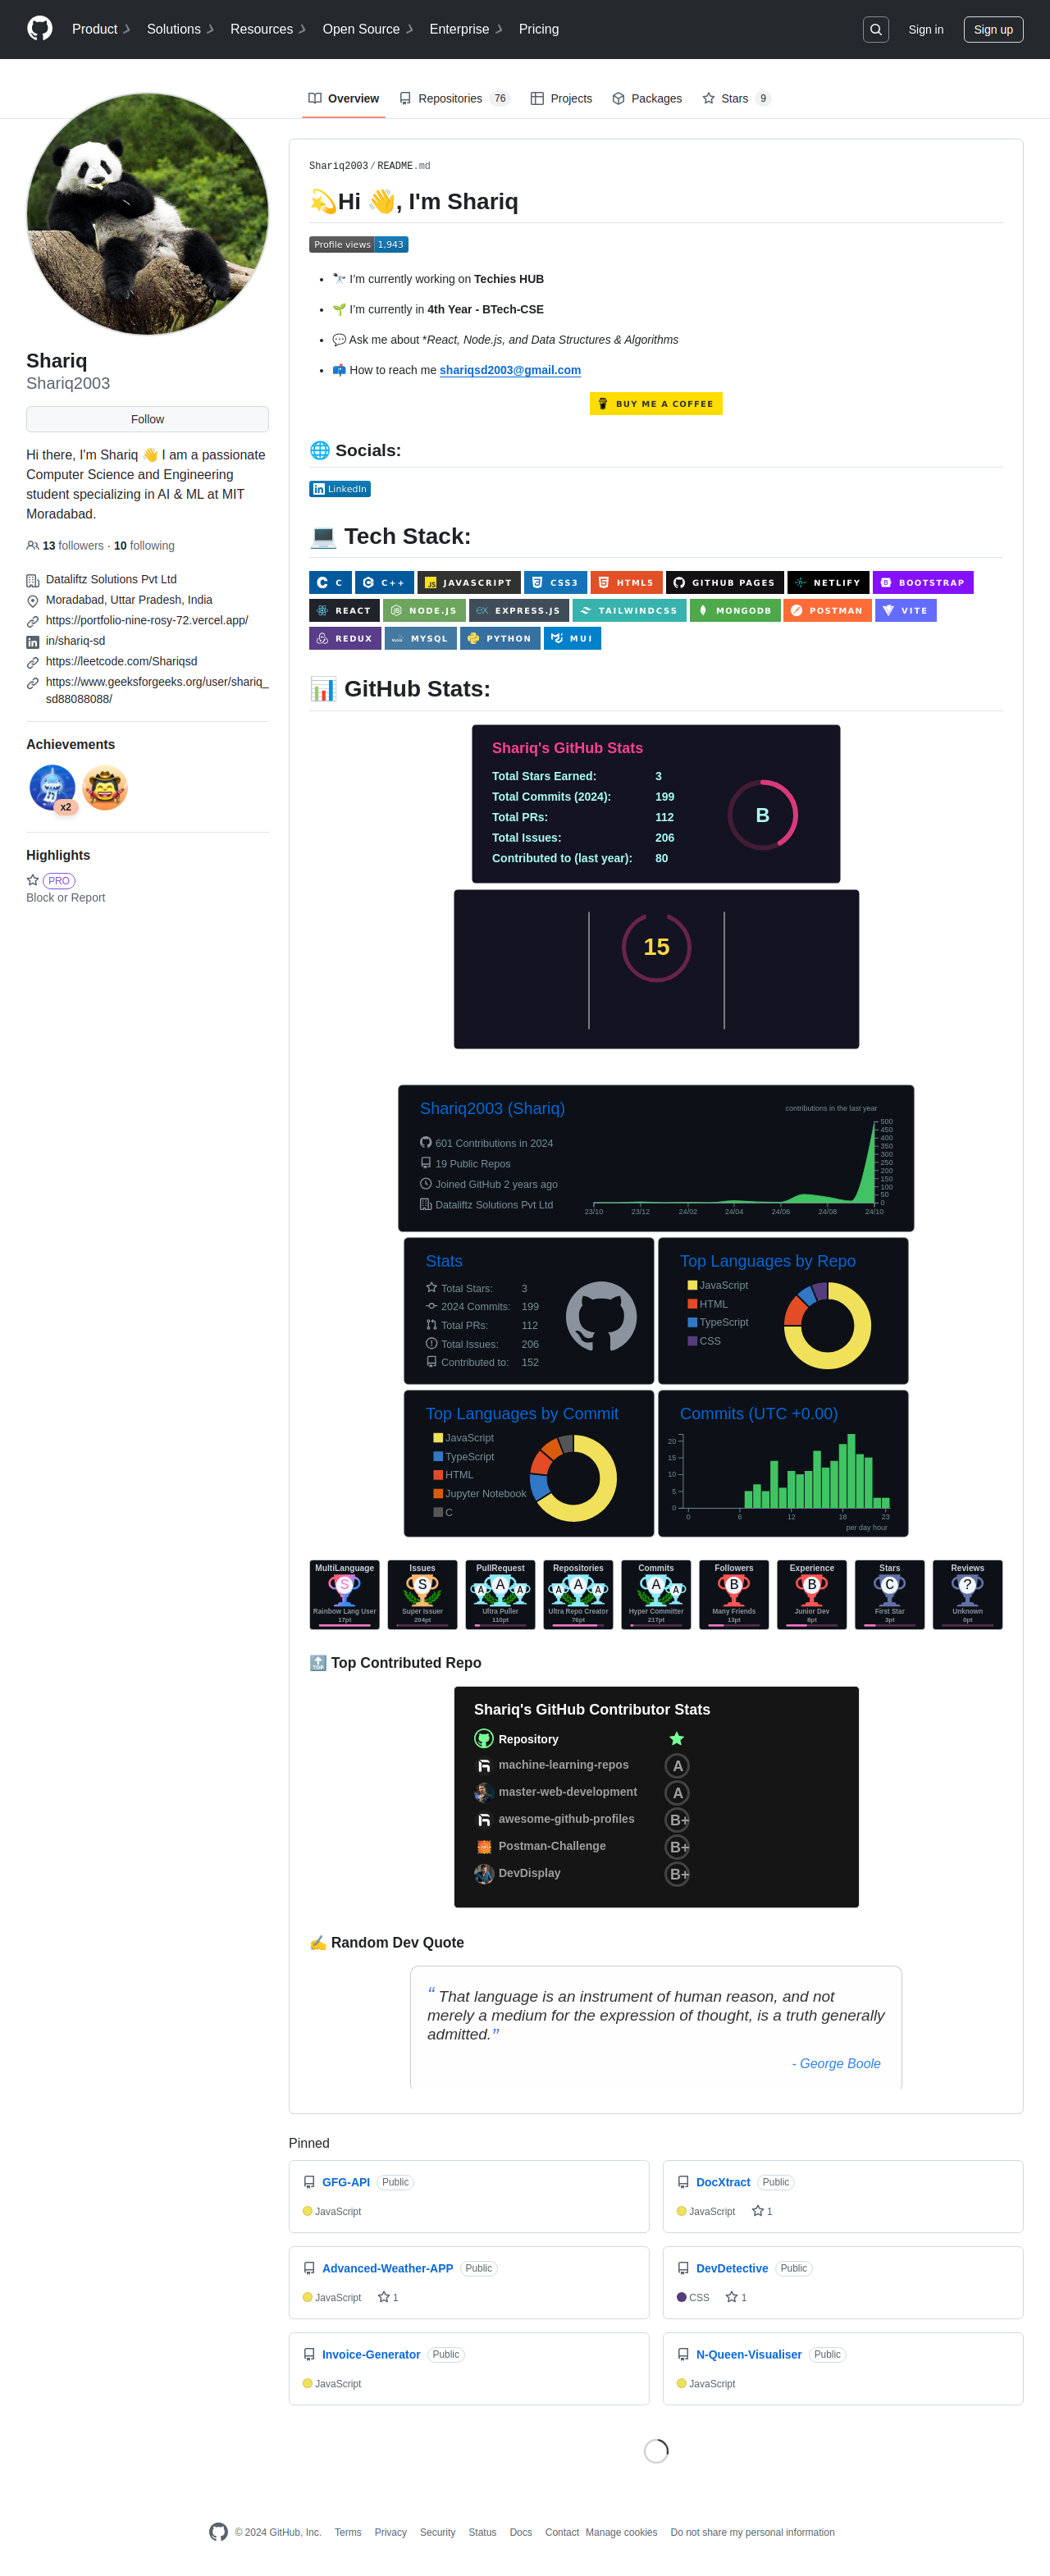 Product Solutions Resources Open Source Enterprise Pricing Sign in Sign up
Overview Repositories 76 Projects Packages Stars 9
Shariq
Shariq2003
Follow
Hi there, I'm Shariq 👋 I am a passionate
Computer Science and Engineering
student specializing in AI & ML at MIT
Moradabad.
13 followers · 10 following
Dataliftz Solutions Pvt Ltd
Moradabad, Uttar Pradesh, India
https://portfolio-nine-rosy-72.vercel.app/
in/shariq-sd
https://leetcode.com/Shariqsd
https://www.geeksforgeeks.org/user/shariq_
sd88088088/
Achievements
x2
Highlights
PRO
Block or Report
Shariq2003/README.md
💫Hi 👋, I'm Shariq
Profile views 1,943
🔭 I'm currently working on Techies HUB
🌱 I'm currently in 4th Year - BTech-CSE
💬 Ask me about *React, Node.js, and Data Structures & Algorithms
📫 How to reach me shariqsd2003@gmail.com
BUY ME A COFFEE
🌐 Socials:
LinkedIn
💻 Tech Stack:
C C++ JAVASCRIPT CSS3 HTML5 GITHUB PAGES NETLIFY BOOTSTRAP
REACT NODE.JS EXPRESS.JS TAILWINDCSS MONGODB POSTMAN VITE
REDUX MYSQL PYTHON MUI
📊 GitHub Stats:
Shariq's GitHub Stats
Total Stars Earned: 3
Total Commits (2024): 199
Total PRs: 112
Total Issues: 206
Contributed to (last year): 80
B
15
Shariq2003 (Shariq)
contributions in the last year
601 Contributions in 2024
19 Public Repos
Joined GitHub 2 years ago
Dataliftz Solutions Pvt Ltd
500
450
400
350
300
250
200
150
100
50
0
23/10 23/12 24/02 24/04 24/06 24/08 24/10
Stats
Total Stars: 3
2024 Commits: 199
Total PRs: 112
Total Issues: 206
Contributed to: 152
Top Languages by Repo
JavaScript
HTML
TypeScript
CSS
Top Languages by Commit
JavaScript
TypeScript
HTML
Jupyter Notebook
C
Commits (UTC +0.00)
20
15
10
5
0
0 6 12 18 23
per day hour
MultiLanguage Issues PullRequest Repositories Commits Followers Experience Stars Reviews
S S A A A A A A A A B B C ?
Rainbow Lang User Super Issuer Ultra Puller Ultra Repo Creator Hyper Committer Many Friends Junior Dev First Star Unknown
17pt 204pt 110pt 76pt 217pt 13pt 8pt 3pt 0pt
🔝 Top Contributed Repo
Shariq's GitHub Contributor Stats
Repository
machine-learning-repos A
master-web-development A
awesome-github-profiles B+
Postman-Challenge B+
DevDisplay B+
✍️ Random Dev Quote
“ That language is an instrument of human reason, and not
merely a medium for the expression of thought, is a truth generally
admitted.”
- George Boole
Pinned
GFG-API Public
JavaScript
DocXtract Public
JavaScript 1
Advanced-Weather-APP Public
JavaScript 1
DevDetective Public
CSS 1
Invoice-Generator Public
JavaScript
N-Queen-Visualiser Public
JavaScript
© 2024 GitHub, Inc. Terms Privacy Security Status Docs Contact Manage cookies Do not share my personal information